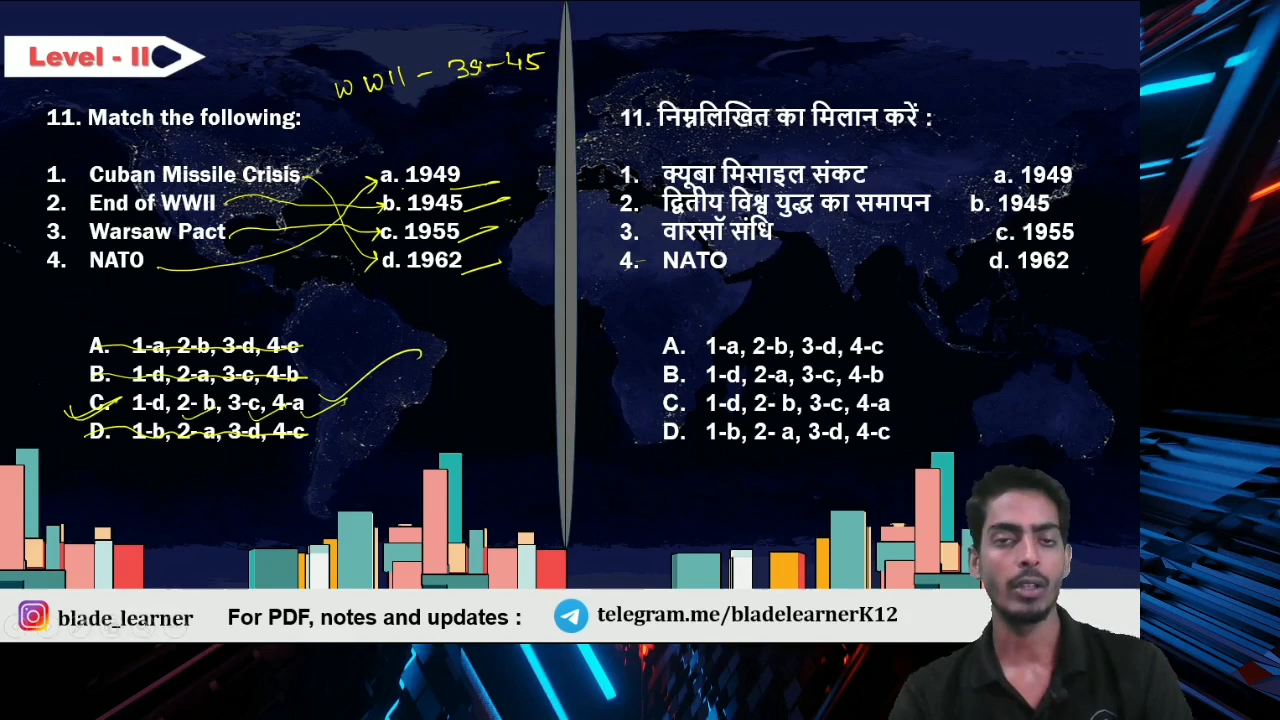 Level - II
WWII - 39-45
11. Match the following:
1. Cuban Missile Crisis a. 1949
2. End of WWII b. 1945
3. Warsaw Pact c. 1955
4. NATO d. 1962
A. 1-a, 2-b, 3-d, 4-c
B. 1-d, 2-a, 3-c, 4-b
C. 1-d, 2- b, 3-c, 4-a
D. 1-b, 2- a, 3-d, 4-c
11. निम्नलिखित का मिलान करें :
1. क्यूबा मिसाइल संकट a. 1949
2. द्वितीय विश्व युद्ध का समापन b. 1945
3. वारसॉ संधि c. 1955
4. NATO d. 1962
A. 1-a, 2-b, 3-d, 4-c
B. 1-d, 2-a, 3-c, 4-b
C. 1-d, 2- b, 3-c, 4-a
D. 1-b, 2- a, 3-d, 4-c
blade_learner For PDF, notes and updates : telegram.me/bladelearnerK12